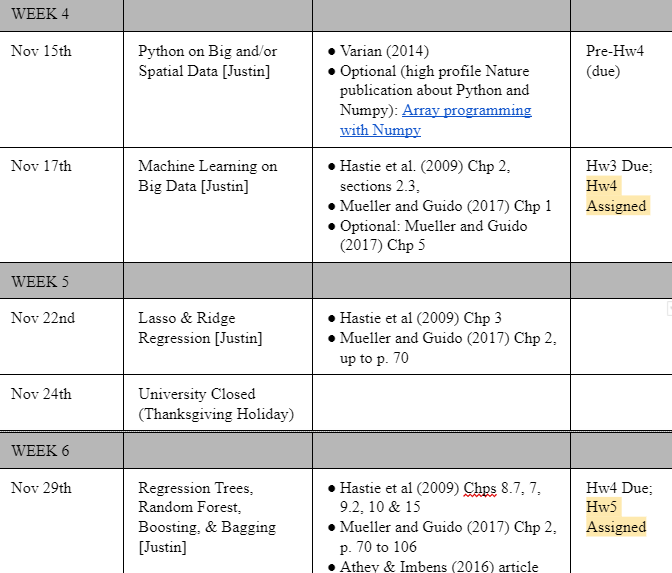 WEEK 4
Nov 15th
Python on Big and/or
Spatial Data [Justin]
● Varian (2014)
● Optional (high profile Nature
publication about Python and
Numpy): Array programming
with Numpy
Pre-Hw4
(due)
Nov 17th
Machine Learning on
Big Data [Justin]
● Hastie et al. (2009) Chp 2,
sections 2.3,
● Mueller and Guido (2017) Chp 1
● Optional: Mueller and Guido
(2017) Chp 5
Hw3 Due;
Hw4
Assigned
WEEK 5
Nov 22nd
Lasso & Ridge
Regression [Justin]
● Hastie et al (2009) Chp 3
● Mueller and Guido (2017) Chp 2,
up to p. 70
Nov 24th
University Closed
(Thanksgiving Holiday)
WEEK 6
Nov 29th
Regression Trees,
Random Forest,
Boosting, & Bagging
[Justin]
● Hastie et al (2009) Chps 8.7, 7,
9.2, 10 & 15
● Mueller and Guido (2017) Chp 2,
p. 70 to 106
● Athey & Imbens (2016) article
Hw4 Due;
Hw5
Assigned